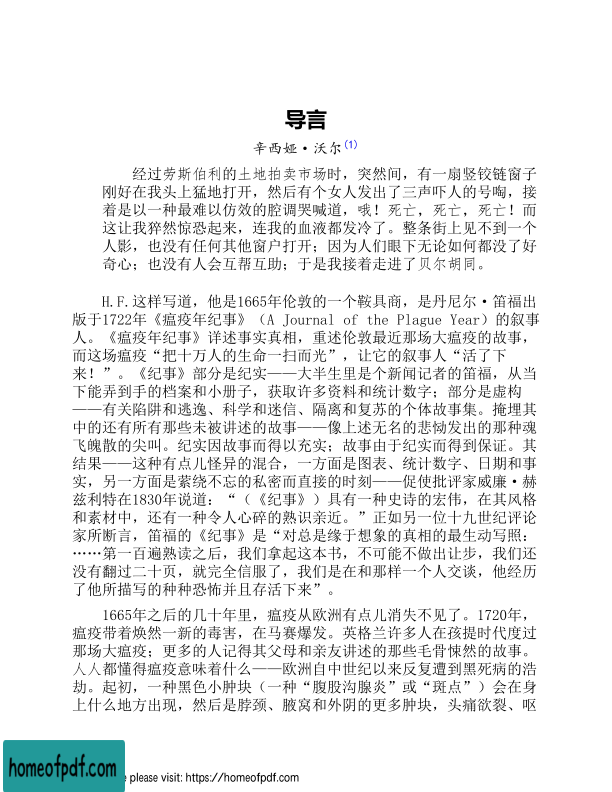 导言
辛西娅·沃尔(1)
经过劳斯伯利的土地拍卖市场时，突然间，有一扇竖铰链窗子
刚好在我头上猛地打开，然后有个女人发出了三声吓人的号啕，接
着是以一种最难以仿效的腔调哭喊道，哦！死亡，死亡，死亡！而
这让我猝然惊恐起来，连我的血液都发冷了。整条街上见不到一个
人影，也没有任何其他窗户打开；因为人们眼下无论如何都没了好
奇心；也没有人会互帮互助；于是我接着走进了贝尔胡同。
H.F.这样写道，他是1665年伦敦的一个鞍具商，是丹尼尔·笛福出
版于1722年《瘟疫年纪事》（A Journal of the Plague Year）的叙事
人。《瘟疫年纪事》详述事实真相，重述伦敦最近那场大瘟疫的故事，
而这场瘟疫“把十万人的生命一扫而光”，让它的叙事人“活了下
来！”。《纪事》部分是纪实——大半生里是个新闻记者的笛福，从当
下能弄到手的档案和小册子，获取许多资料和统计数字；部分是虚构
——有关陷阱和逃逸、科学和迷信、隔离和复苏的个体故事集。掩埋其
中的还有所有那些未被讲述的故事——像上述无名的悲恸发出的那种魂
飞魄散的尖叫。纪实因故事而得以充实；故事由于纪实而得到保证。其
结果——这种有点儿怪异的混合，一方面是图表、统计数字、日期和事
实，另一方面是萦绕不忘的私密而直接的时刻——促使批评家威廉·赫
兹利特在1830年说道：“（《纪事》）具有一种史诗的宏伟，在其风格
和素材中，还有一种令人心碎的熟识亲近。”正如另一位十九世纪评论
家所断言，笛福的《纪事》是“对总是缘于想象的真相的最生动写照：
……第一百遍熟读之后，我们拿起这本书，不可能不做出让步，我们还
没有翻过二十页，就完全信服了，我们是在和那样一个人交谈，他经历
了他所描写的种种恐怖并且存活下来”。
1665年之后的几十年里，瘟疫从欧洲有点儿消失不见了。1720年，
瘟疫带着焕然一新的毒害，在马赛爆发。英格兰许多人在孩提时代度过
那场大瘟疫；更多的人记得其父母和亲友讲述的那些毛骨悚然的故事。
人人都懂得瘟疫意味着什么——欧洲自中世纪以来反复遭到黑死病的浩
劫。起初，一种黑色小肿块（一种“腹股沟腺炎”或“斑点”）会在身
上什么地方出现，然后是脖颈、腋窝和外阴的更多肿块，头痛欲裂、呕
homeofpdf.com
e please visit: https://homeofpdf.com